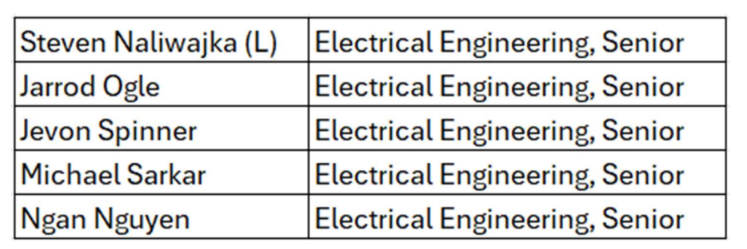 Steven Naliwajka (L) Electrical Engineering, Senior
Jarrod Ogle Electrical Engineering, Senior
Jevon Spinner Electrical Engineering, Senior
Michael Sarkar Electrical Engineering, Senior
Ngan Nguyen Electrical Engineering, Senior